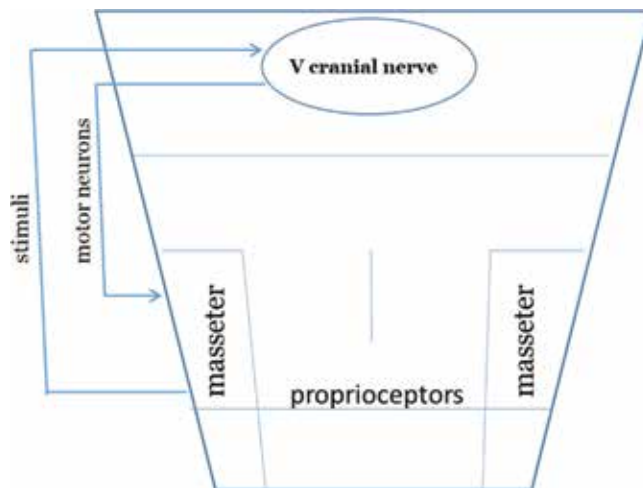 V cranial nerve
stimuli
motor neurons
masseter
masseter
proprioceptors